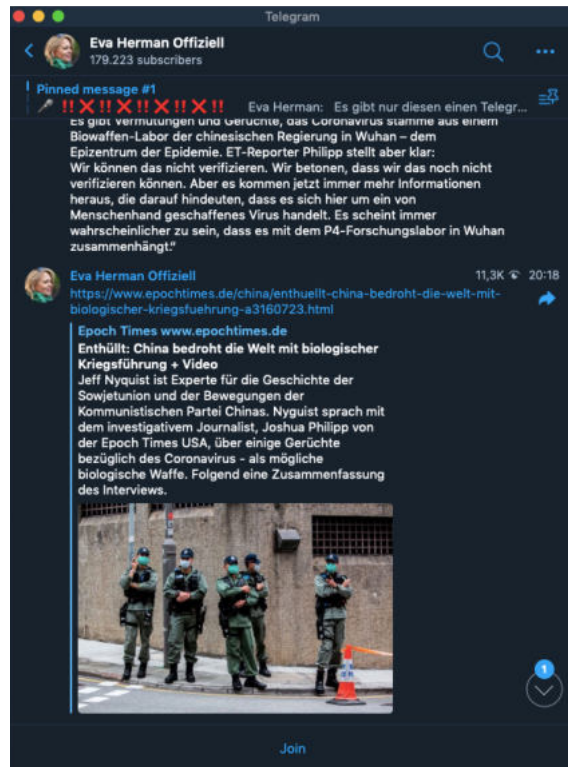 Telegram
Eva Herman Offiziell
179.223 subscribers
Pinned message #1
Eva Herman: Es gibt nur diesen einen Telegr...
Es gibt Vermutungen und Gerüchte, das Coronavirus stamme aus einem
Biowaffen-Labor der chinesischen Regierung in Wuhan – dem
Epizentrum der Epidemie. ET-Reporter Philipp stellt aber klar:
Wir können das nicht verifizieren. Wir betonen, dass wir das noch nicht
verifizieren können. Aber es kommen jetzt immer mehr Informationen
heraus, die darauf hindeuten, dass es sich hier um ein von
Menschenhand geschaffenes Virus handelt. Es scheint immer
wahrscheinlicher zu sein, dass es mit dem P4-Forschungslabor in Wuhan
zusammenhängt.“
Eva Herman Offiziell 11,3K 20:18
https://www.epochtimes.de/china/enthuellt-china-bedroht-die-welt-mit-
biologischer-kriegsfuehrung-a3160723.html
Epoch Times www.epochtimes.de
Enthüllt: China bedroht die Welt mit biologischer
Kriegsführung + Video
Jeff Nyquist ist Experte für die Geschichte der
Sowjetunion und der Bewegungen der
Kommunistischen Partei Chinas. Nyguist sprach mit
dem investigativem Journalist, Joshua Philipp von
der Epoch Times USA, über einige Gerüchte
bezüglich des Coronavirus - als mögliche
biologische Waffe. Folgend eine Zusammenfassung
des Interviews.
1
Join